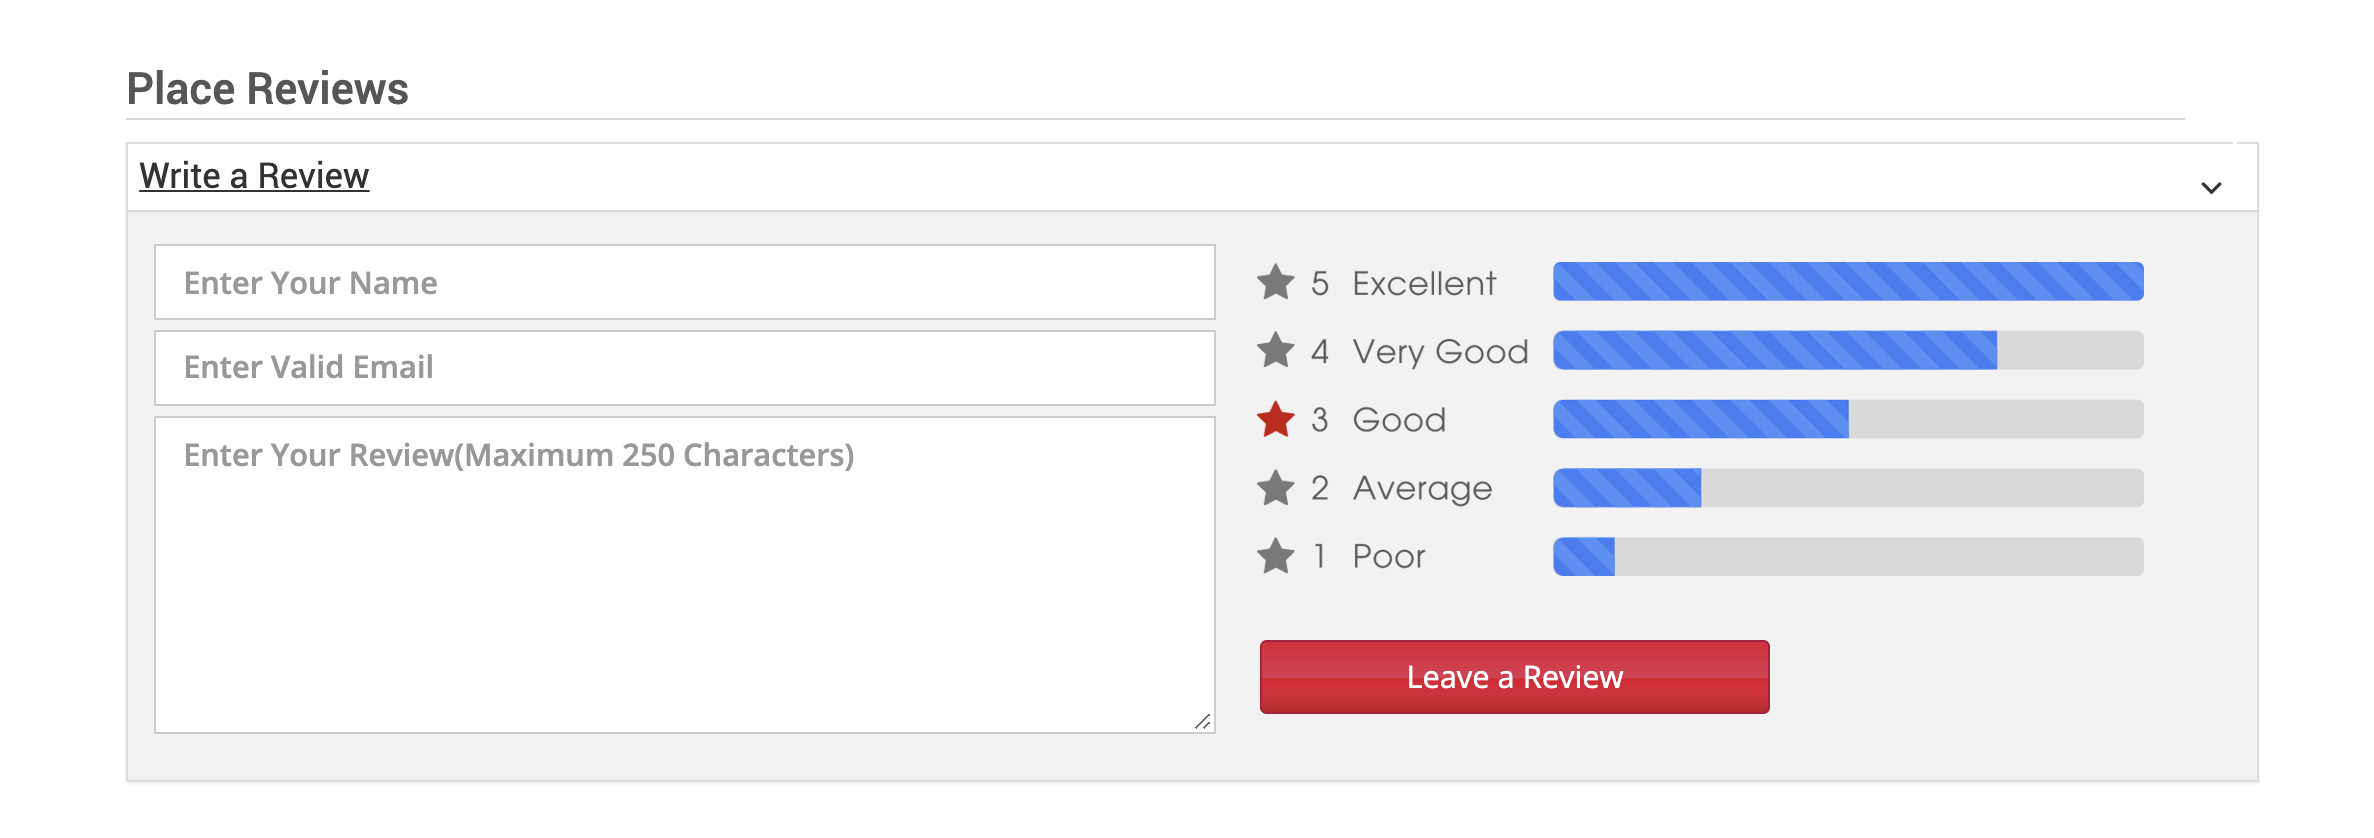 Place Reviews
Write a Review
Enter Your Name
Enter Valid Email
Enter Your Review(Maximum 250 Characters)
5 Excellent
4 Very Good
3 Good
2 Average
1 Poor
Leave a Review